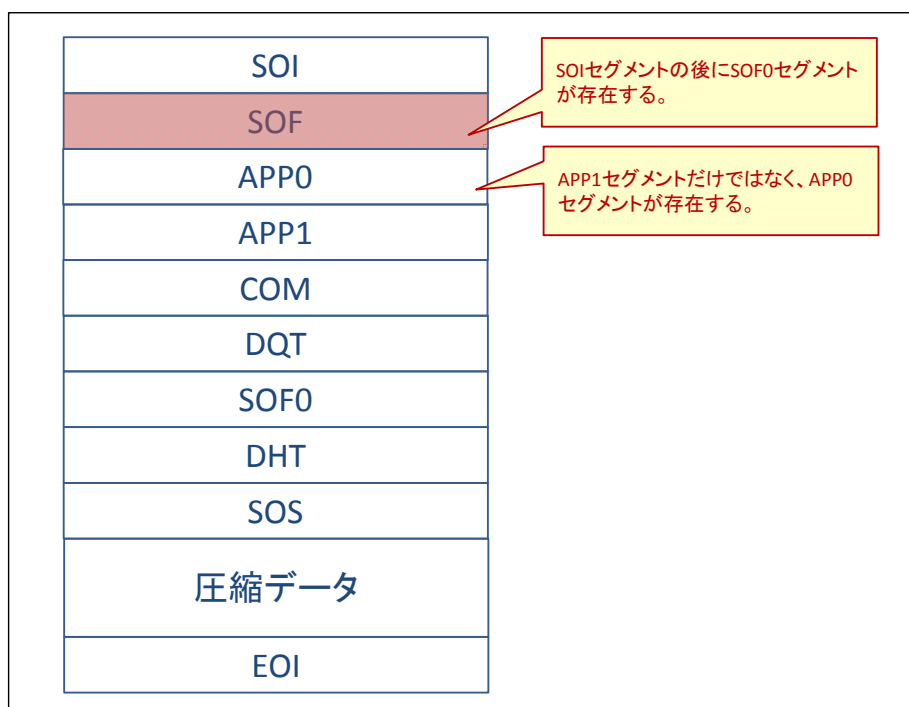 SOI
SOIセグメントの後にSOF0セグメント
が存在する。
SOF
APP0
APP1セグメントだけではなく、APP0
セグメントが存在する。
APP1
COM
DQT
SOF0
DHT
SOS
圧縮データ
EOI